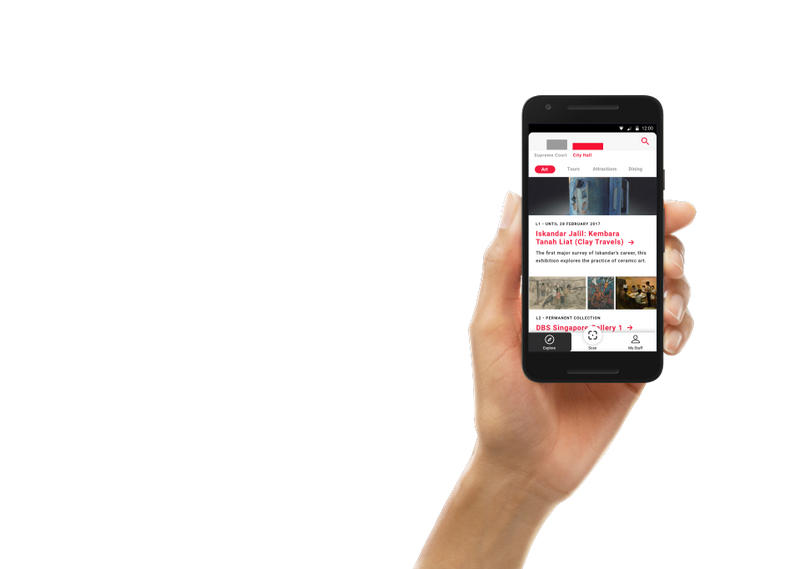 12:00
Supreme Court City Hall
Art Tours Attractions Dining
L1 - UNTIL 28 FEBRUARY 2017
Iskandar Jalil: Kembara
Tanah Liat (Clay Travels) →
The first major survey of Iskandar's career, this
exhibition explores the practice of ceramic art.
L2 - PERMANENT COLLECTION
DBS Singapore Gallery 1 →
Explore Scan My Stuff